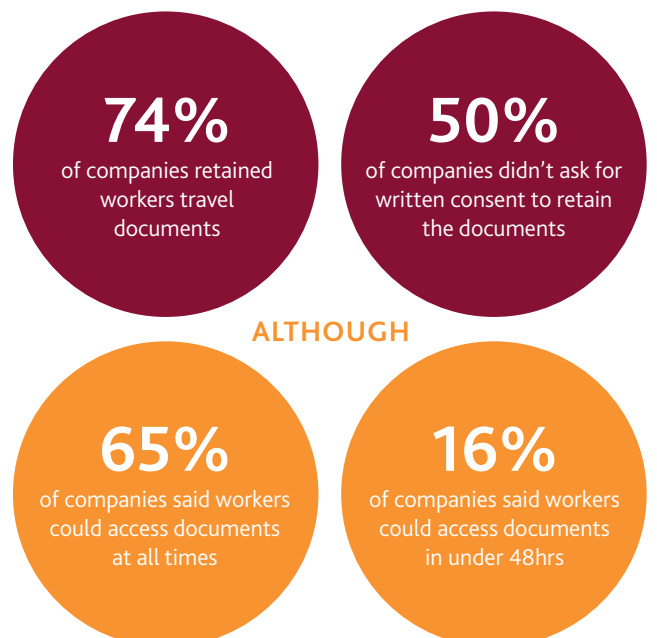 74%
of companies retained
workers travel
documents
50%
of companies didn’t ask for
written consent to retain
the documents
ALTHOUGH
65%
of companies said workers
could access documents
at all times
16%
of companies said workers
could access documents
in under 48hrs